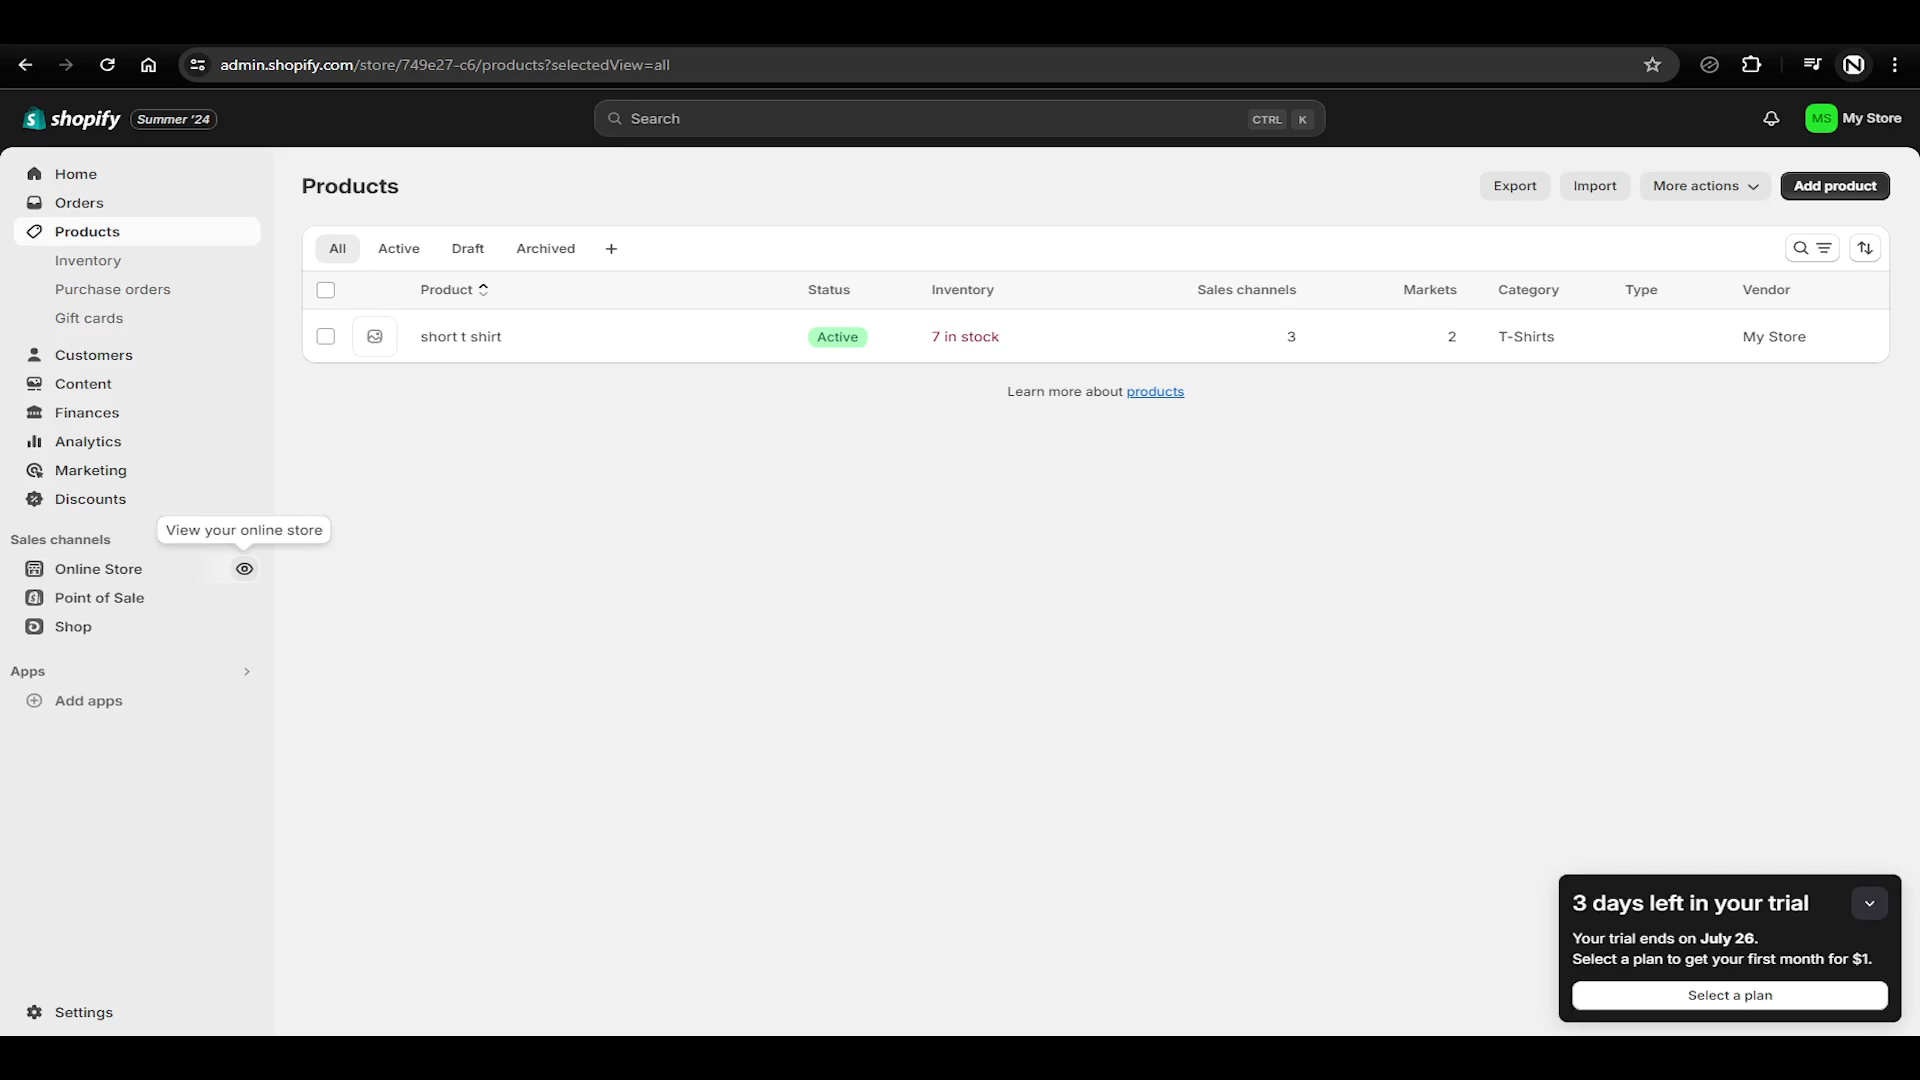 admin.shopify.com/store/749e27-c6/products?selectedView=all
shopify Summer '24
Search CTRL K
MS My Store
Home
Orders
Products
Inventory
Purchase orders
Gift cards
Customers
Content
Finances
Analytics
Marketing
Discounts
View your online store
Sales channels
Online Store
Point of Sale
Shop
Apps
Add apps
Settings
Products
Export Import More actions Add product
All Active Draft Archived +
Product Status Inventory Sales channels Markets Category Type Vendor
short t shirt Active 7 in stock 3 2 T-Shirts My Store
Learn more about products
3 days left in your trial
Your trial ends on July 26.
Select a plan to get your first month for $1.
Select a plan